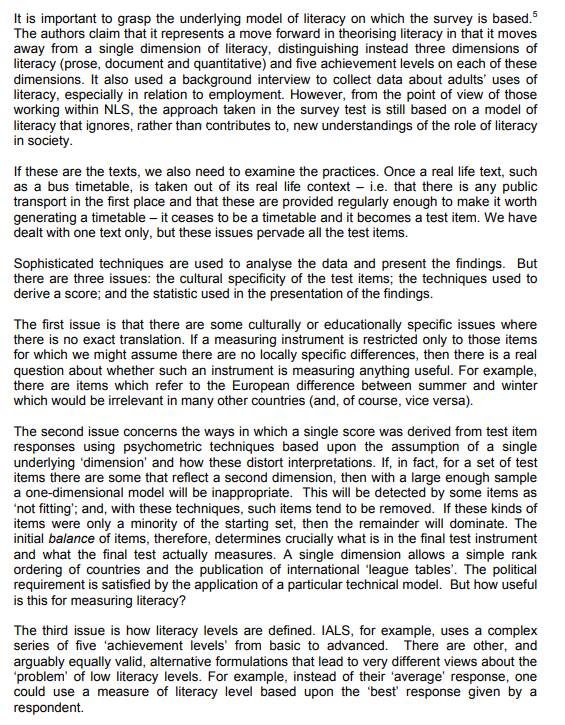 It is important to grasp the underlying model of literacy on which the survey is based.5
The authors claim that it represents a move forward in theorising literacy in that it moves
away from a single dimension of literacy, distinguishing instead three dimensions of
literacy (prose, document and quantitative) and five achievement levels on each of these
dimensions. It also used a background interview to collect data about adults' uses of
literacy, especially in relation to employment. However, from the point of view of those
working within NLS, the approach taken in the survey test is still based on a model of
literacy that ignores, rather than contributes to, new understandings of the role of literacy
in society.
If these are the texts, we also need to examine the practices. Once a real life text, such
as a bus timetable, is taken out of its real life context – i.e. that there is any public
transport in the first place and that these are provided regularly enough to make it worth
generating a timetable – it ceases to be a timetable and it becomes a test item. We have
dealt with one text only, but these issues pervade all the test items.
Sophisticated techniques are used to analyse the data and present the findings. But
there are three issues: the cultural specificity of the test items; the techniques used to
derive a score; and the statistic used in the presentation of the findings.
The first issue is that there are some culturally or educationally specific issues where
there is no exact translation. If a measuring instrument is restricted only to those items
for which we might assume there are no locally specific differences, then there is a real
question about whether such an instrument is measuring anything useful. For example,
there are items which refer to the European difference between summer and winter
which would be irrelevant in many other countries (and, of course, vice versa).
The second issue concerns the ways in which a single score was derived from test item
responses using psychometric techniques based upon the assumption of a single
underlying 'dimension' and how these distort interpretations. If, in fact, for a set of test
items there are some that reflect a second dimension, then with a large enough sample
a one-dimensional model will be inappropriate. This will be detected by some items as
'not fitting'; and, with these techniques, such items tend to be removed. If these kinds of
items were only a minority of the starting set, then the remainder will dominate. The
initial balance of items, therefore, determines crucially what is in the final test instrument
and what the final test actually measures. A single dimension allows a simple rank
ordering of countries and the publication of international 'league tables'. The political
requirement is satisfied by the application of a particular technical model. But how useful
is this for measuring literacy?
The third issue is how literacy levels are defined. IALS, for example, uses a complex
series of five 'achievement levels' from basic to advanced. There are other, and
arguably equally valid, alternative formulations that lead to very different views about the
'problem' of low literacy levels. For example, instead of their 'average' response, one
could use a measure of literacy level based upon the 'best' response given by a
respondent.